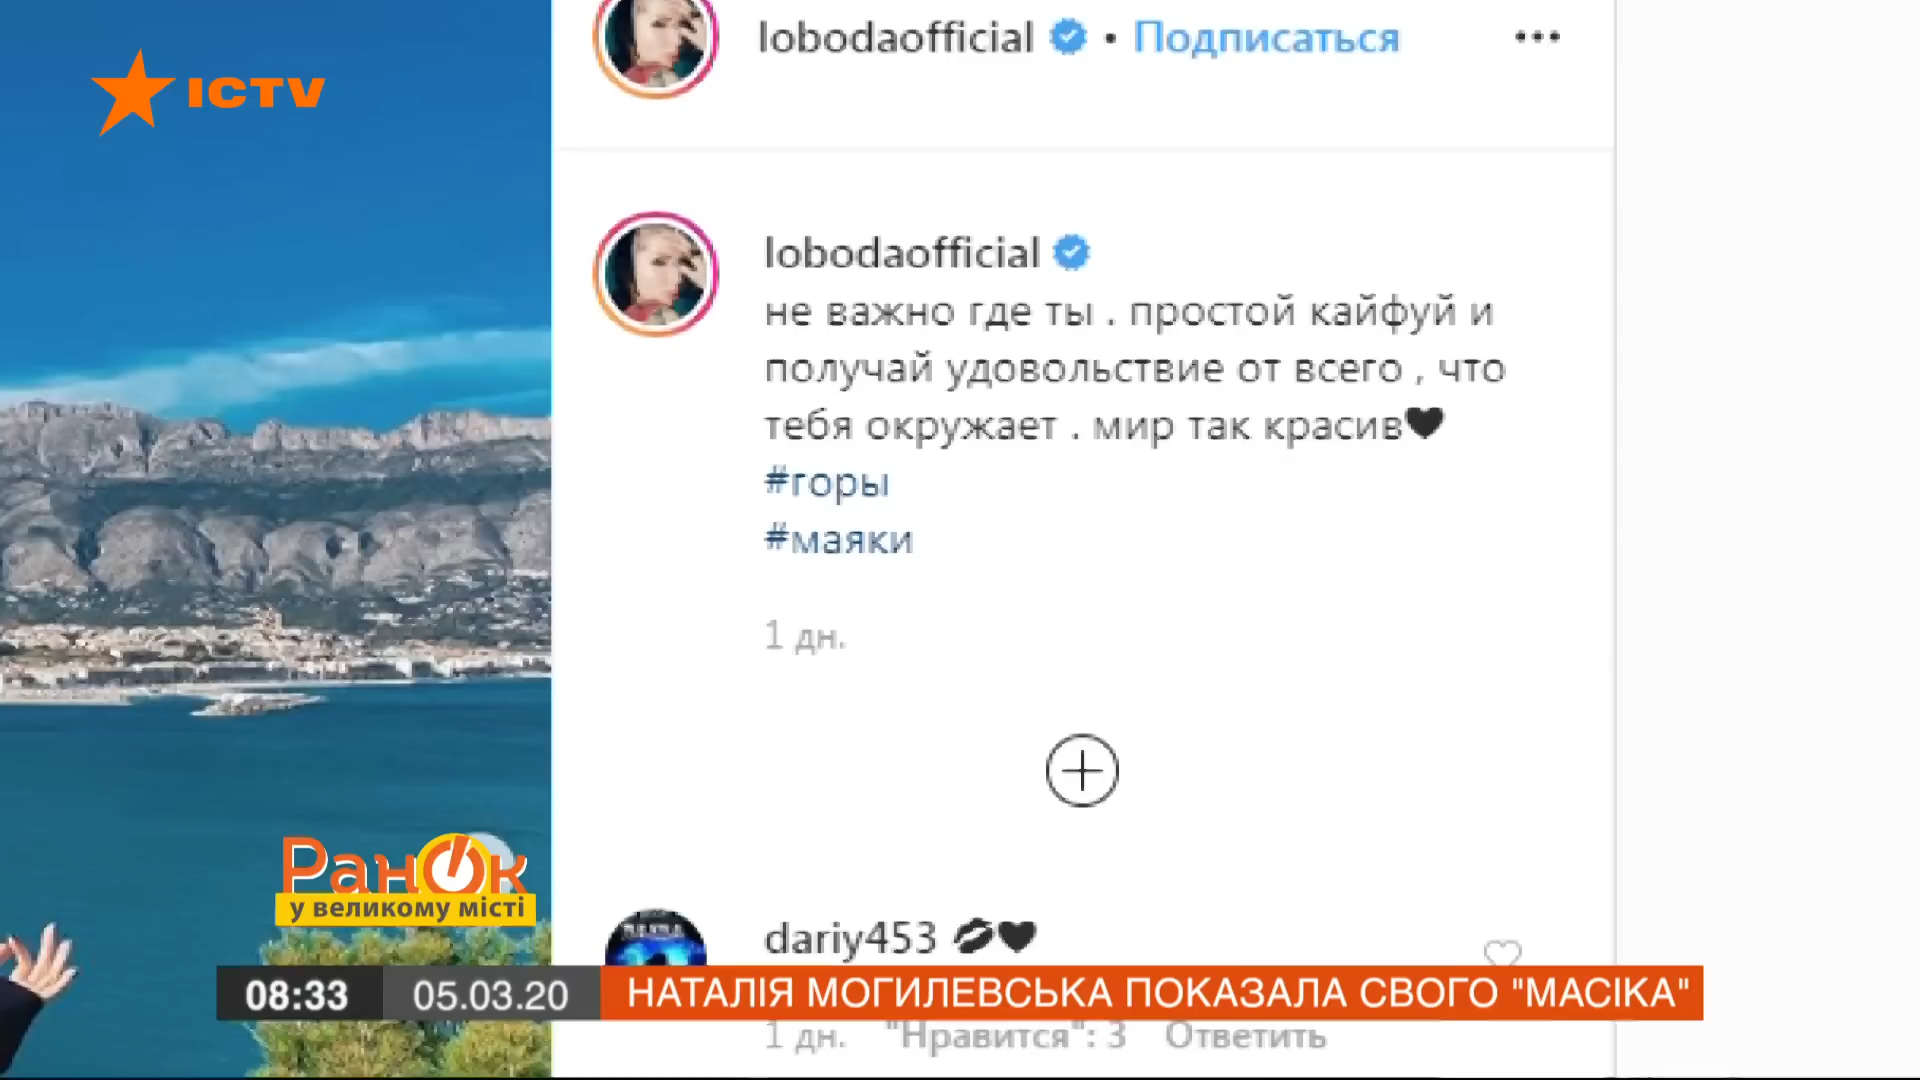 ICTV
lobodaofficial • Подписаться
lobodaofficial
не важно где ты . простой кайфуй и
получай удовольствие от всего , что
тебя окружает . мир так красив🖤
#горы
#маяки
1 дн.
Ранок
у великому місті
dariy453 💋🖤
08:33 05.03.20 НАТАЛІЯ МОГИЛЕВСЬКА ПОКАЗАЛА СВОГО "МАСІКА"
1 дн. "Нравится": 3 Ответить